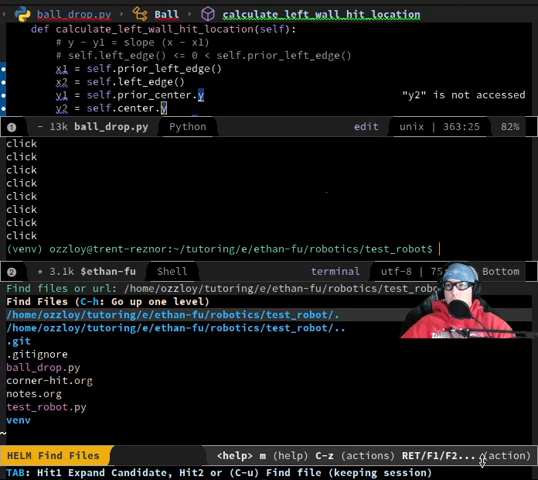 ball_drop.py › Ball › calculate_left_wall_hit_location
def calculate_left_wall_hit_location(self):
# y - y1 = slope (x - x1)
# self.left_edge() <= 0 < self.prior_left_edge()
x1 = self.prior_left_edge()
x2 = self.left_edge()
y1 = self.prior_center.y "y2" is not accessed
y2 = self.center.y
1 - 13k ball_drop.py Python edit unix | 363:25 82%
click
click
click
click
click
click
click
click
(venv) ozzloy@trent-reznor:~/tutoring/e/ethan-fu/robotics/test_robot$
2 * 3.1k $ethan-fu Shell terminal utf-8 | 75 Bottom
Find files or url: /home/ozzloy/tutoring/e/ethan-fu/robotics/test_rob
Find Files (C-h: Go up one level)
/home/ozzloy/tutoring/e/ethan-fu/robotics/test_robot/.
/home/ozzloy/tutoring/e/ethan-fu/robotics/test_robot/..
.git
.gitignore
ball_drop.py
corner-hit.org
notes.org
test_robot.py
venv
~
HELM Find Files <help> m (help) C-z (actions) RET/F1/F2... (action)
TAB: Hit1 Expand Candidate, Hit2 or (C-u) Find file (keeping session)